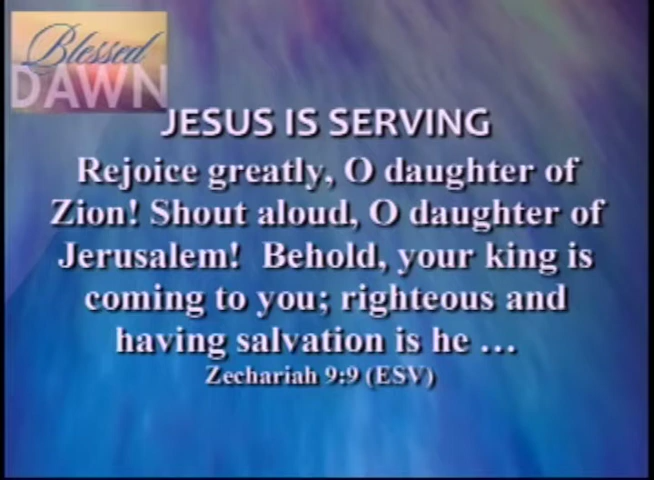 Blessed
DAWN
JESUS IS SERVING
Rejoice greatly, O daughter of
Zion! Shout aloud, O daughter of
Jerusalem!  Behold, your king is
coming to you; righteous and
having salvation is he …
Zechariah 9:9 (ESV)